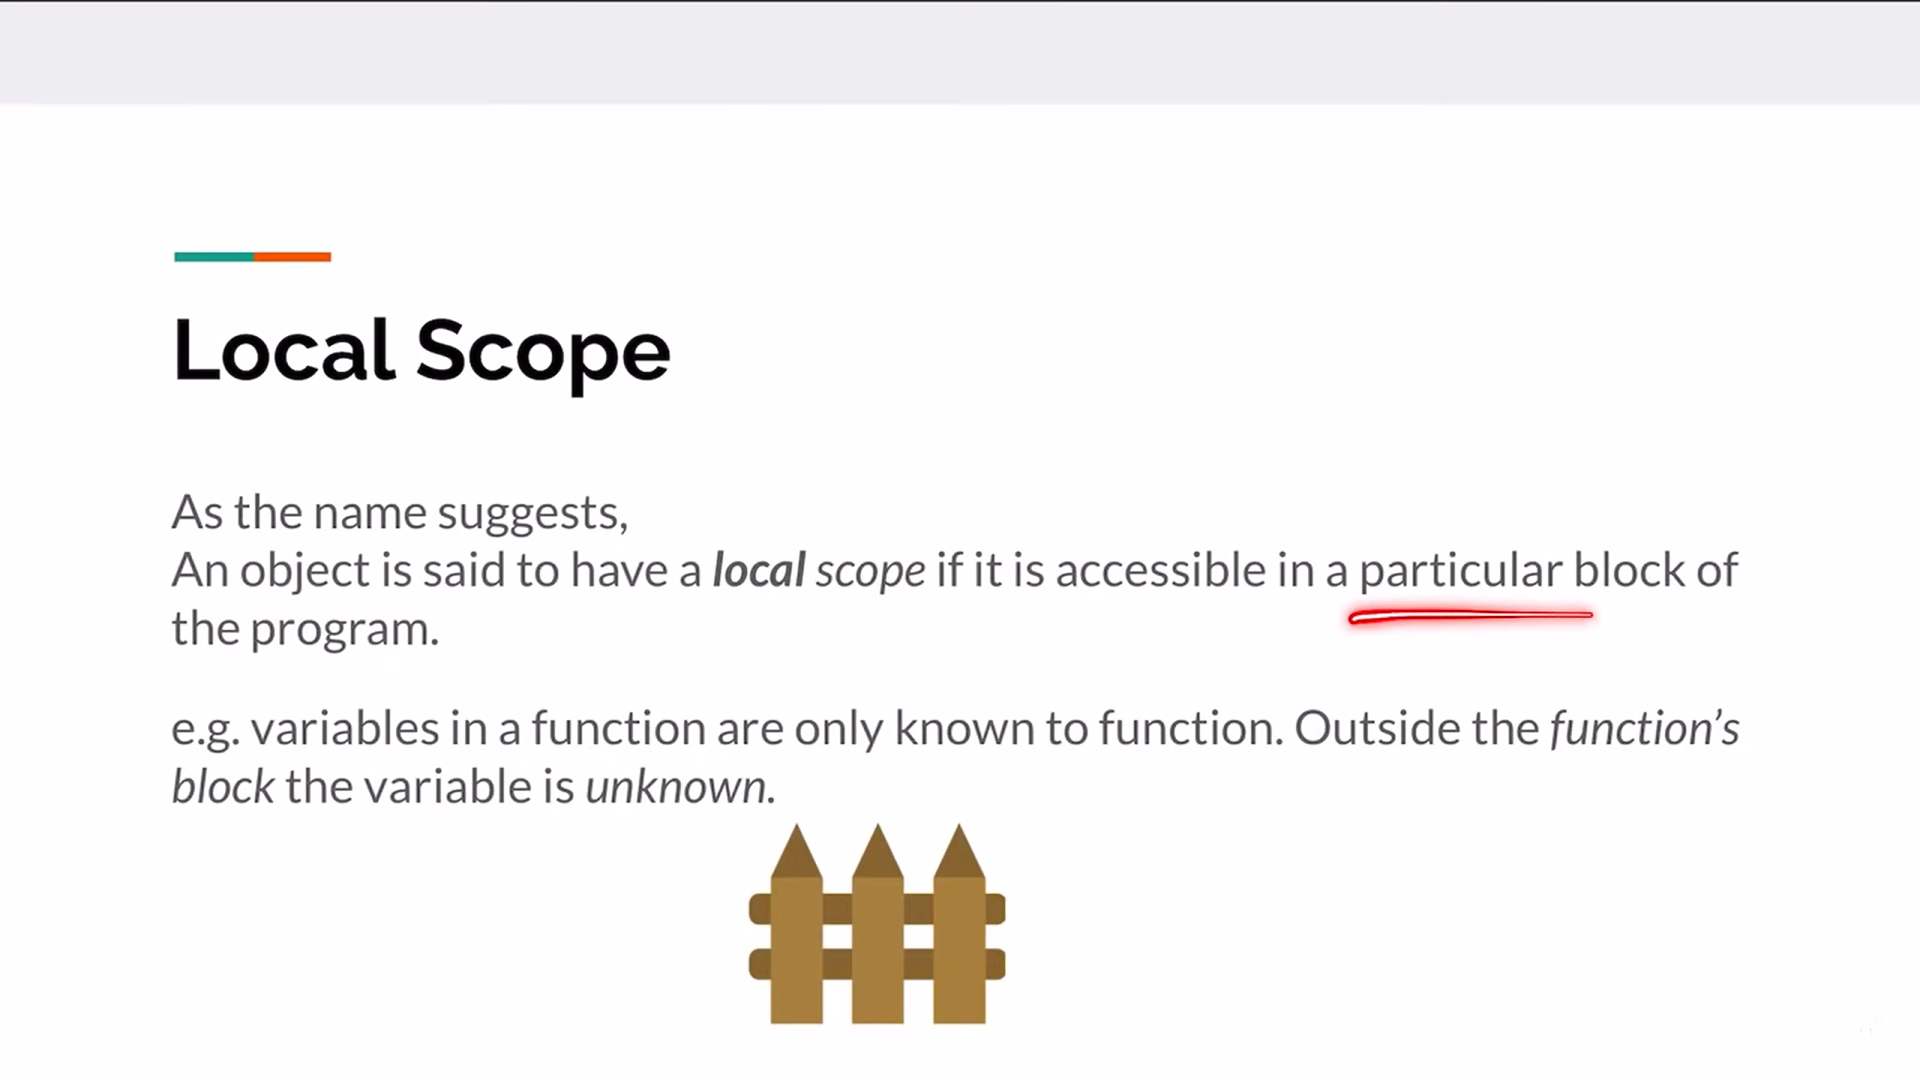 Local Scope
As the name suggests,
An object is said to have a local scope if it is accessible in a particular block of
the program.
e.g. variables in a function are only known to function. Outside the function’s
block the variable is unknown.